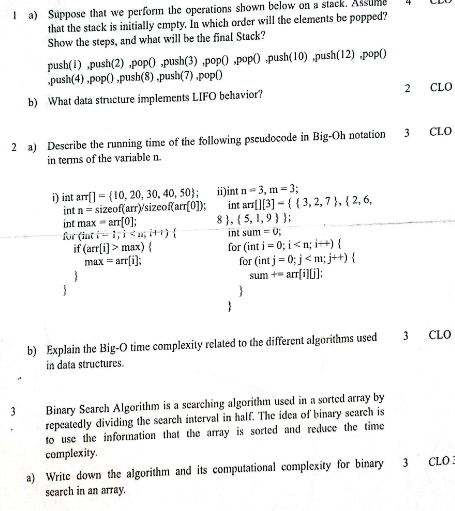 1 a) Suppose that we perform the operations shown below on a stack. Assume 4
that the stack is initially empty. In which order will the elements be popped?
Show the steps, and what will be the final Stack?
push(1) ,push(2) ,pop() ,push(3) ,pop() ,pop() ,push(10) ,push(12) ,pop()
,push(4) ,pop() ,push(8) ,push(7) ,pop()
b) What data structure implements LIFO behavior? 2 CLO
2 a) Describe the running time of the following pseudocode in Big-Oh notation 3 CLO
in terms of the variable n.
i) int arr[] = {10, 20, 30, 40, 50};
int n = sizeof(arr)/sizeof(arr[0]);
int max = arr[0];
for (int i = 1; i < n; i++) {
if (arr[i] > max) {
max = arr[i];
}
}
ii)int n = 3, m = 3;
int arr[][3] = { { 3, 2, 7 }, { 2, 6,
8 }, { 5, 1, 9 } };
int sum = 0;
for (int i = 0; i < n; i++) {
for (int j = 0; j < m; j++) {
sum += arr[i][j];
}
}
b) Explain the Big-O time complexity related to the different algorithms used 3 CLO
in data structures.
3 Binary Search Algorithm is a searching algorithm used in a sorted array by
repeatedly dividing the search interval in half. The idea of binary search is
to use the information that the array is sorted and reduce the time
complexity.
a) Write down the algorithm and its computational complexity for binary 3 CLO
search in an array.